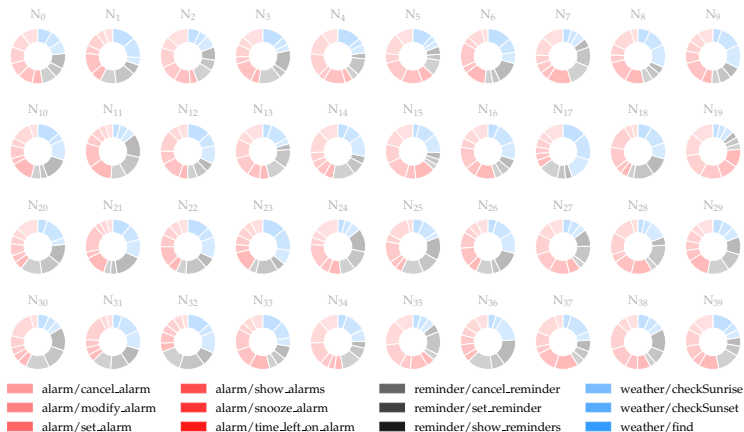 N0 N1 N2 N3 N4 N5 N6 N7 N8 N9
N10 N11 N12 N13 N14 N15 N16 N17 N18 N19
N20 N21 N22 N23 N24 N25 N26 N27 N28 N29
N30 N31 N32 N33 N34 N35 N36 N37 N38 N39
alarm/cancel_alarm alarm/show_alarms reminder/cancel_reminder weather/checkSunrise
alarm/modify_alarm alarm/snooze_alarm reminder/set_reminder weather/checkSunset
alarm/set_alarm alarm/time_left_on_alarm reminder/show_reminders weather/find